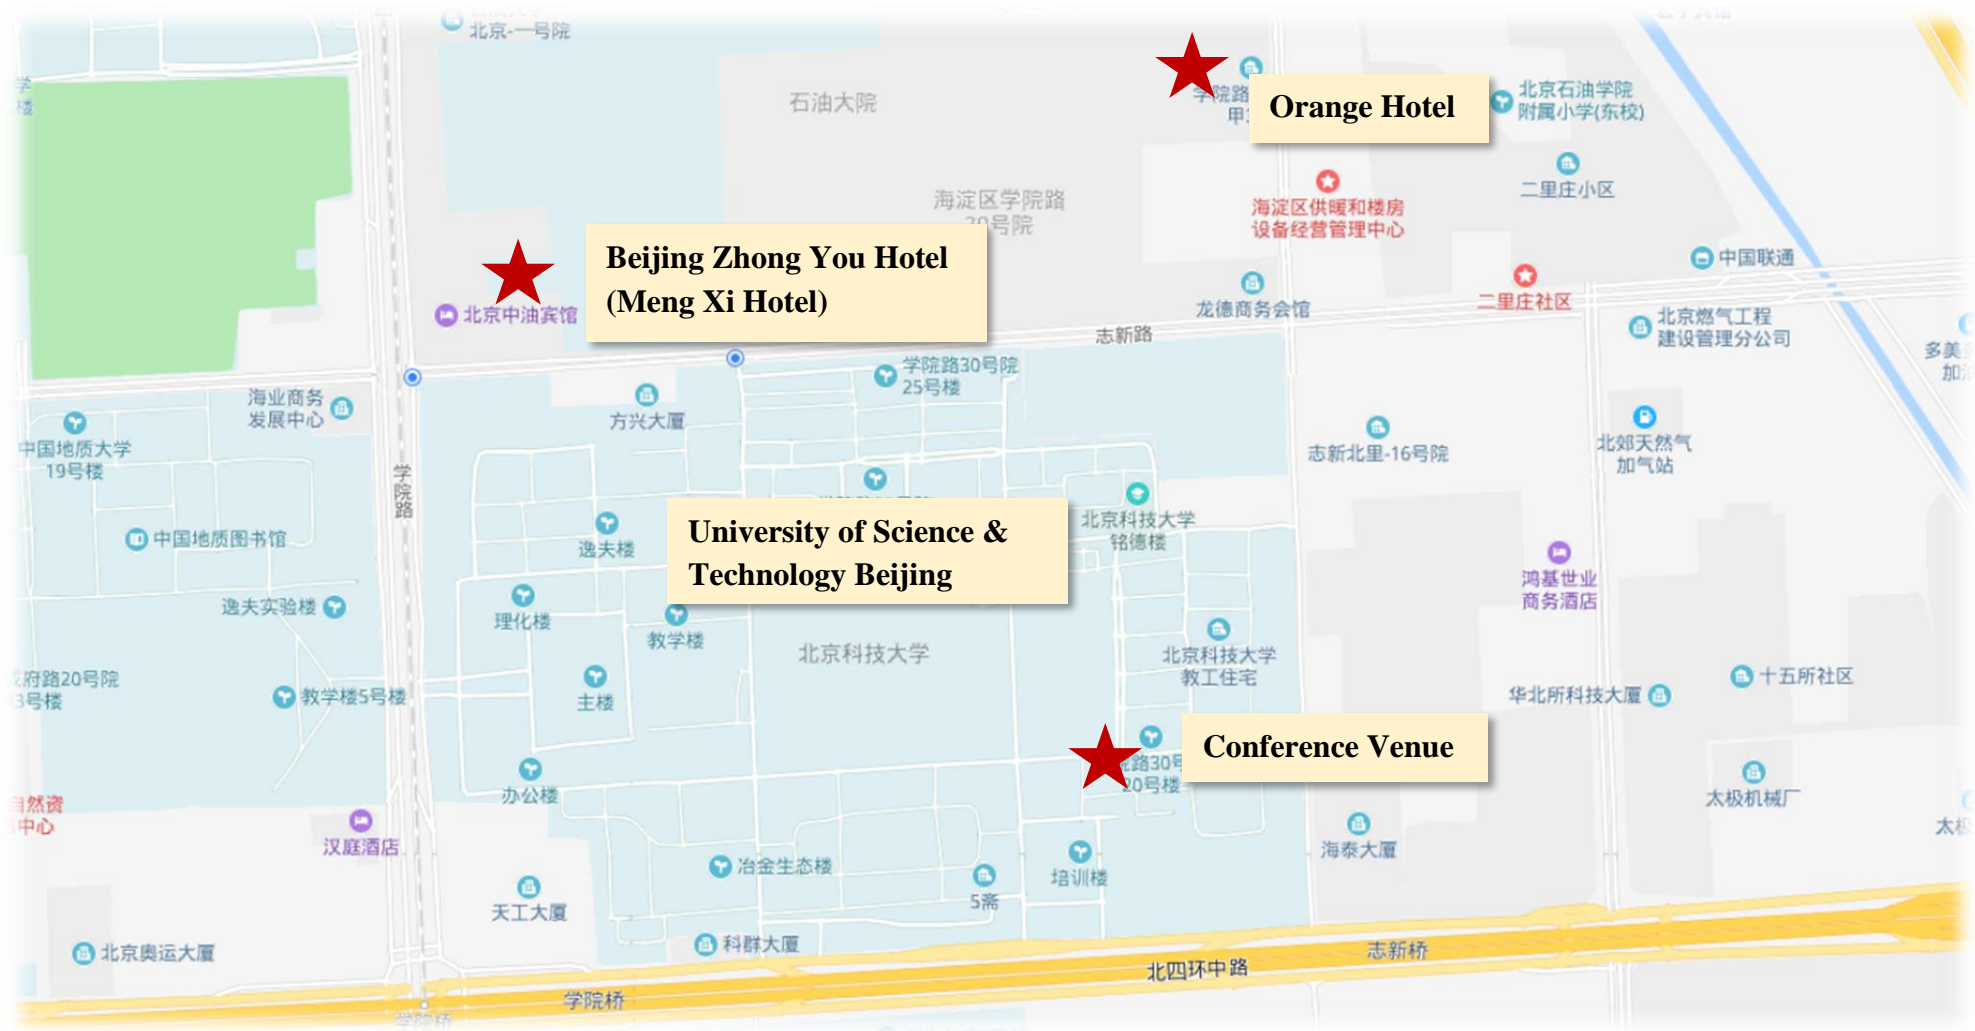 北京-一号院
石油大院
学院路
甲
Orange Hotel
北京石油学院
附属小学(东校)
二里庄小区
海淀区学院路
号院
海淀区供暖和楼房
设备经营管理中心
Beijing Zhong You Hotel
(Meng Xi Hotel)
北京中油宾馆
龙德商务会馆
二里庄社区
中国联通
北京燃气工程
建设管理分公司
多美
加
志新路
学院路30号院
25号楼
海业商务
发展中心
方兴大厦
中国地质大学
19号楼
学院路
志新北里-16号院
北郊天然气
加气站
中国地质图书馆
逸夫楼
University of Science &
Technology Beijing
北京科技大学
铭德楼
鸿基世业
商务酒店
逸夫实验楼
理化楼
教学楼
北京科技大学
北京科技大学
教工住宅
府路20号院
3号楼
教学楼5号楼
主楼
华北所科技大厦
十五所社区
Conference Venue
路30号
20号楼
办公楼
自然资
中心
汉庭酒店
太极机械厂
太极
海泰大厦
冶金生态楼
5斋
培训楼
天工大厦
北京奥运大厦
科群大厦
志新桥
北四环中路
学院桥
学院桥